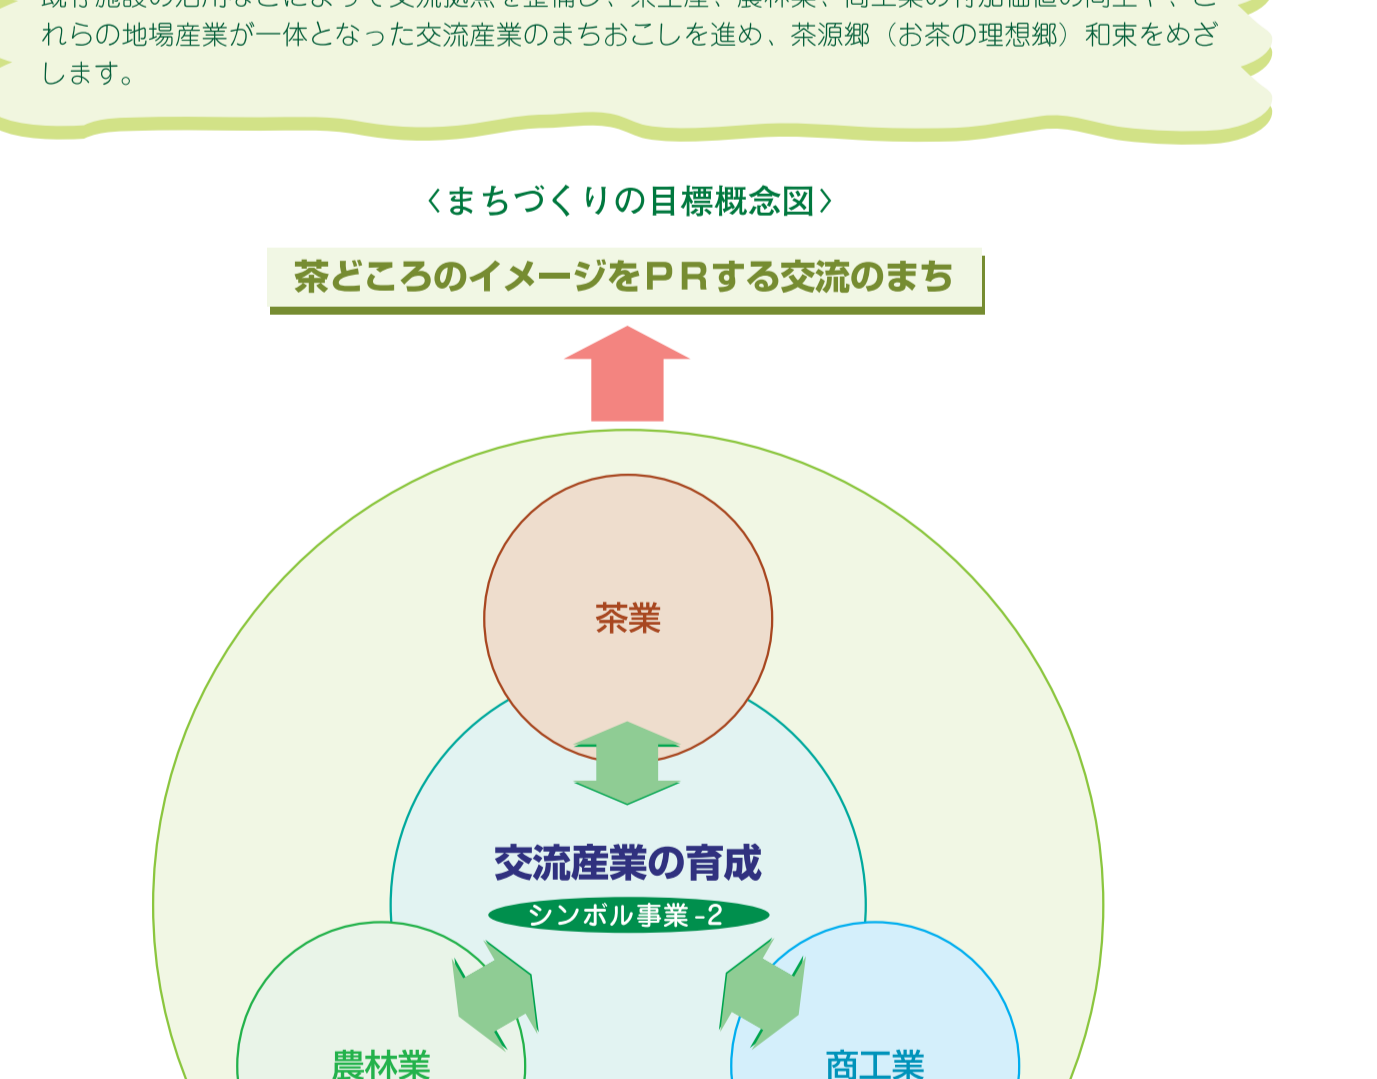 れらの地場産業が一体となった交流産業のまちおこしを進め、茶源郷（お茶の理想郷）和束をめざ
します。
〈まちづくりの目標概念図〉
茶どころのイメージをＰＲする交流のまち
茶業
交流産業の育成
シンボル事業-2
農林業
商工業